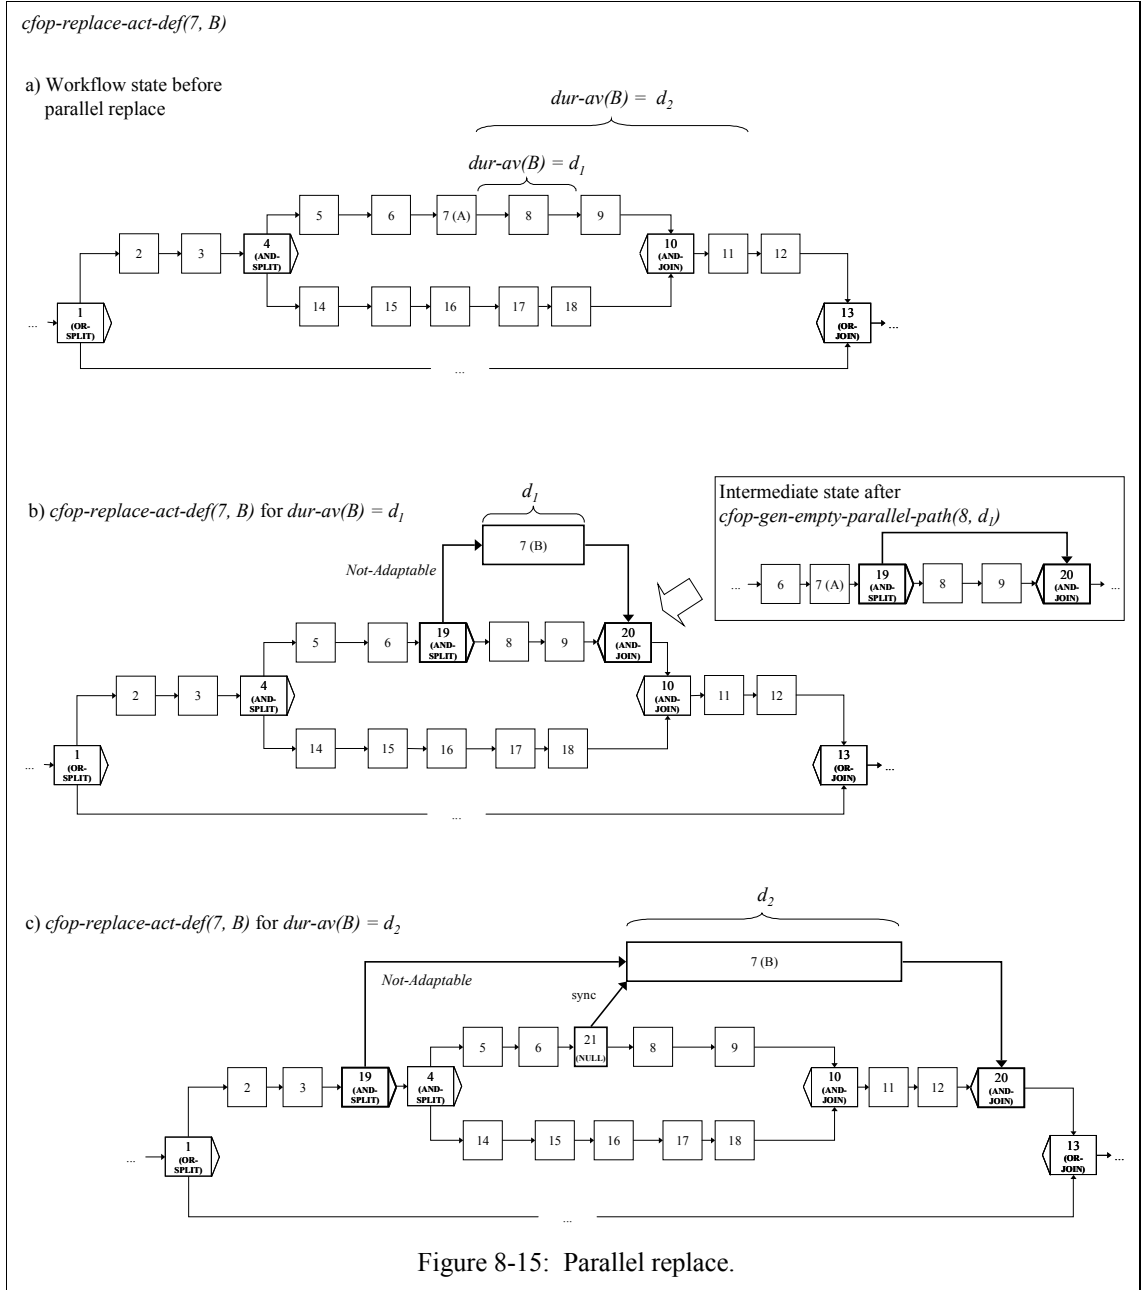 cfop-replace-act-def(7, B)
a) Workflow state before
parallel replace
dur-av(B) = d2
dur-av(B) = d1
5
6
7 (A)
8
9
2
3
4
(AND-
SPLIT)
10
(AND-
JOIN)
11
12
14
15
16
17
18
...
1
(OR-
SPLIT)
13
(OR-
JOIN)
...
...
b) cfop-replace-act-def(7, B) for dur-av(B) = d1
d1
7 (B)
Not-Adaptable
Intermediate state after
cfop-gen-empty-parallel-path(8, d1)
...
6
7 (A)
19
(AND-
SPLIT)
8
9
20
(AND-
JOIN)
...
5
6
19
(AND-
SPLIT)
8
9
20
(AND-
JOIN)
2
3
4
(AND-
SPLIT)
10
(AND-
JOIN)
11
12
14
15
16
17
18
...
1
(OR-
SPLIT)
13
(OR-
JOIN)
...
...
c) cfop-replace-act-def(7, B) for dur-av(B) = d2
d2
7 (B)
Not-Adaptable
sync
5
6
21
(NULL)
8
9
2
3
19
(AND-
SPLIT)
4
(AND-
SPLIT)
10
(AND-
JOIN)
11
12
20
(AND-
JOIN)
14
15
16
17
18
...
1
(OR-
SPLIT)
13
(OR-
JOIN)
...
...
Figure 8-15: Parallel replace.